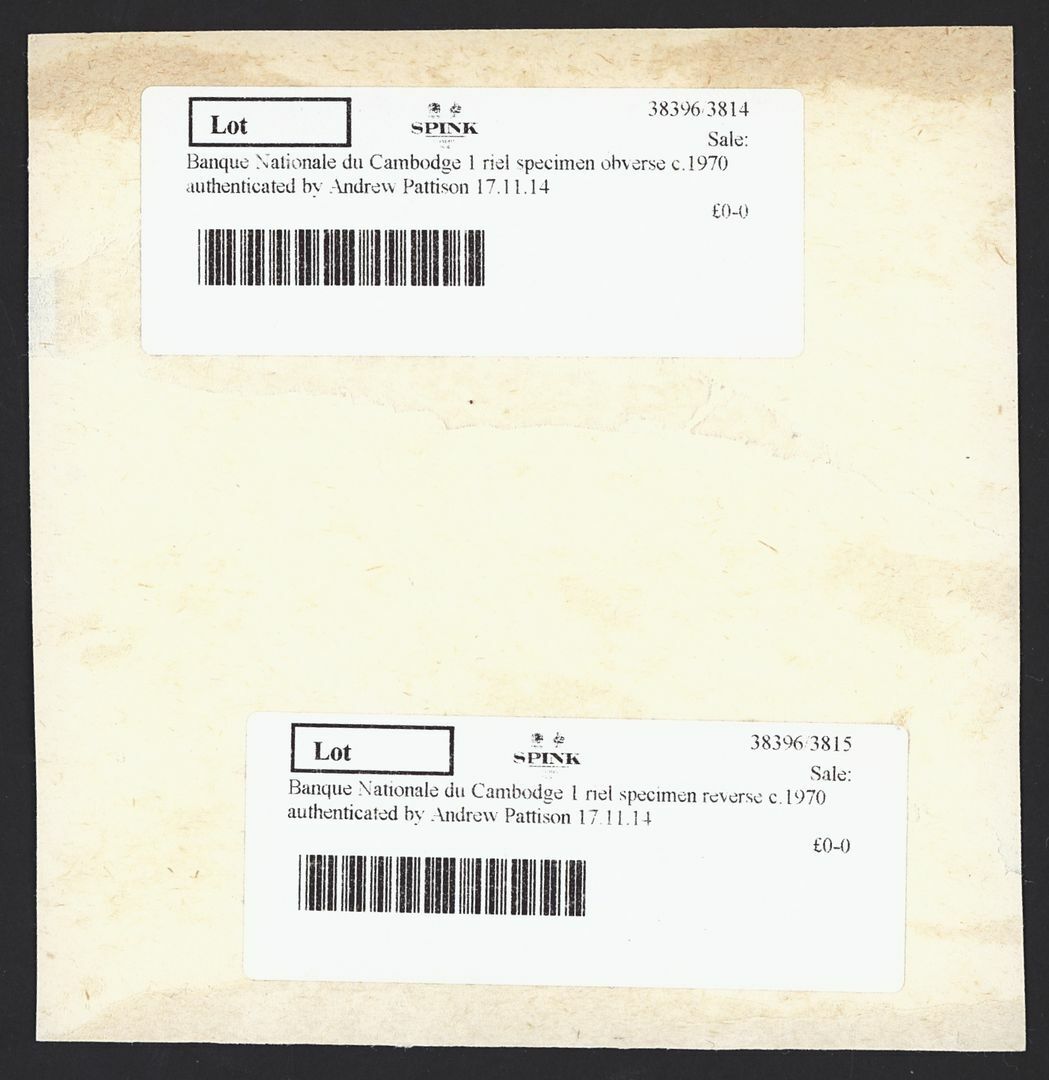 Lot
SPINK
38396/3814
Sale:
Banque Nationale du Cambodge 1 riel specimen obverse c.1970
authenticated by Andrew Pattison 17.11.14
£0-0
Lot
SPINK
38396/3815
Sale:
Banque Nationale du Cambodge 1 riel specimen reverse c.1970
authenticated by Andrew Pattison 17.11.14
£0-0